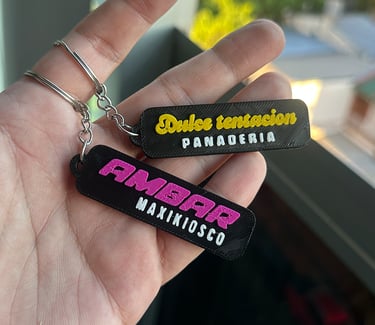 Dulce tentacion
PANADERIA
AMBAR
MAXIKIOSCO